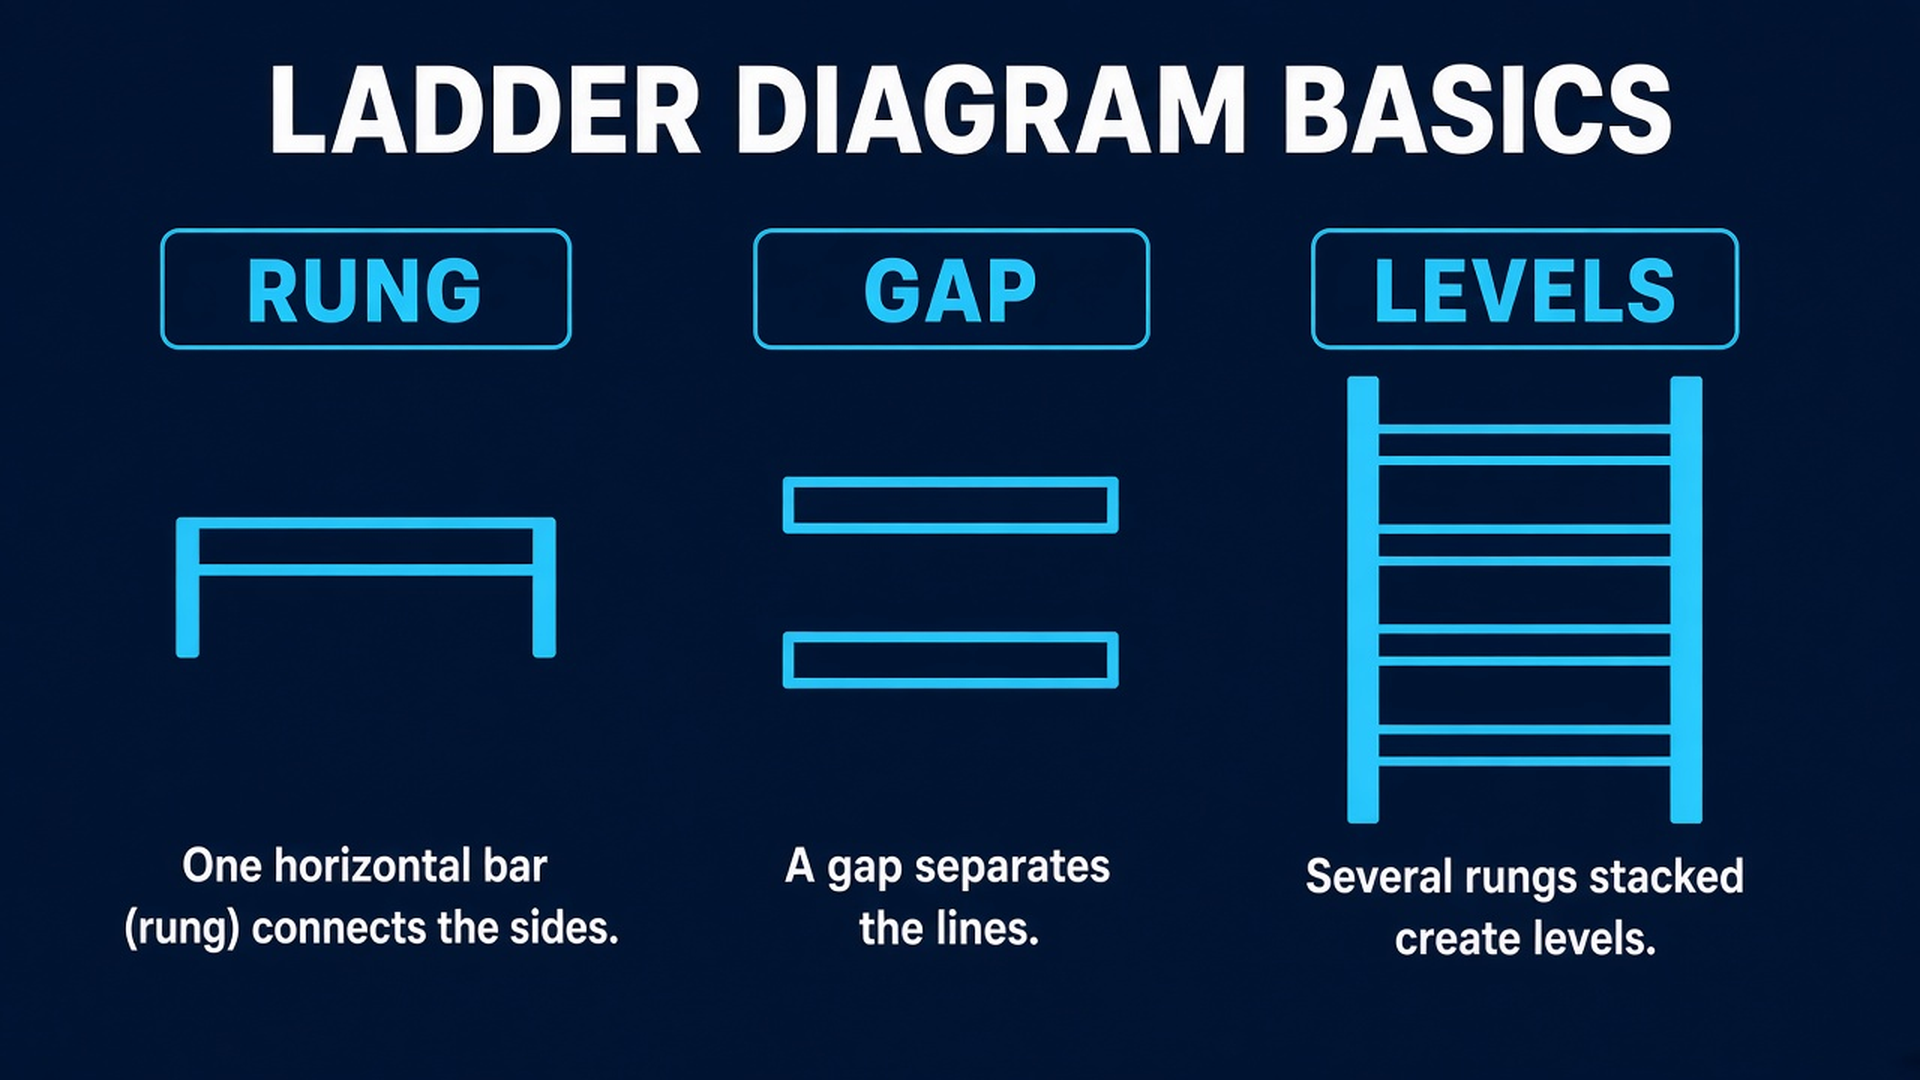 LADDER DIAGRAM BASICS
RUNG
GAP
LEVELS
One horizontal bar
(rung) connects the sides.
A gap separates
the lines.
Several rungs stacked
create levels.